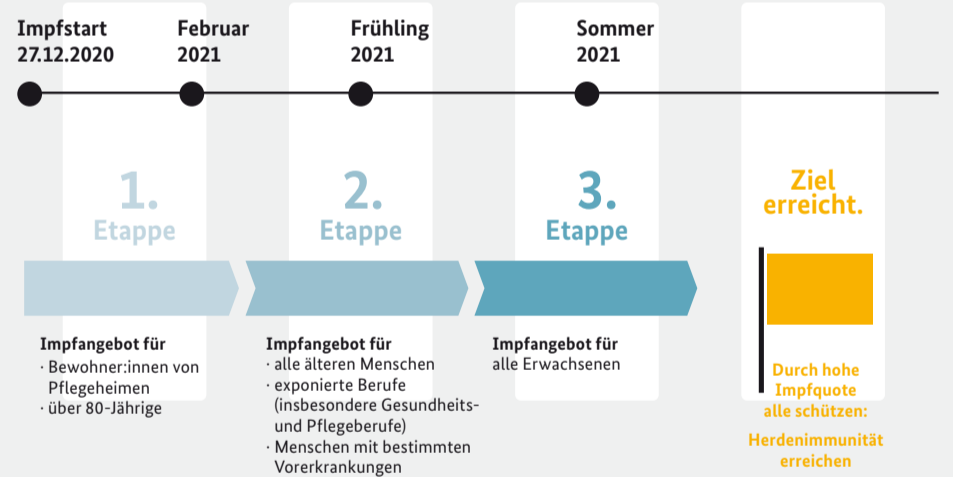 Impfstart
27.12.2020
Februar
2021
Frühling
2021
Sommer
2021
1.
Etappe
2.
Etappe
3.
Etappe
Ziel
erreicht.
Impfangebot für
· Bewohner:innen von
Pflegeheimen
· über 80-Jährige
Impfangebot für
· alle älteren Menschen
· exponierte Berufe
(insbesondere Gesundheits-
und Pflegeberufe)
· Menschen mit bestimmten
Vorerkrankungen
Impfangebot für
alle Erwachsenen
Durch hohe
Impfquote
alle schützen:
Herdenimmunität
erreichen